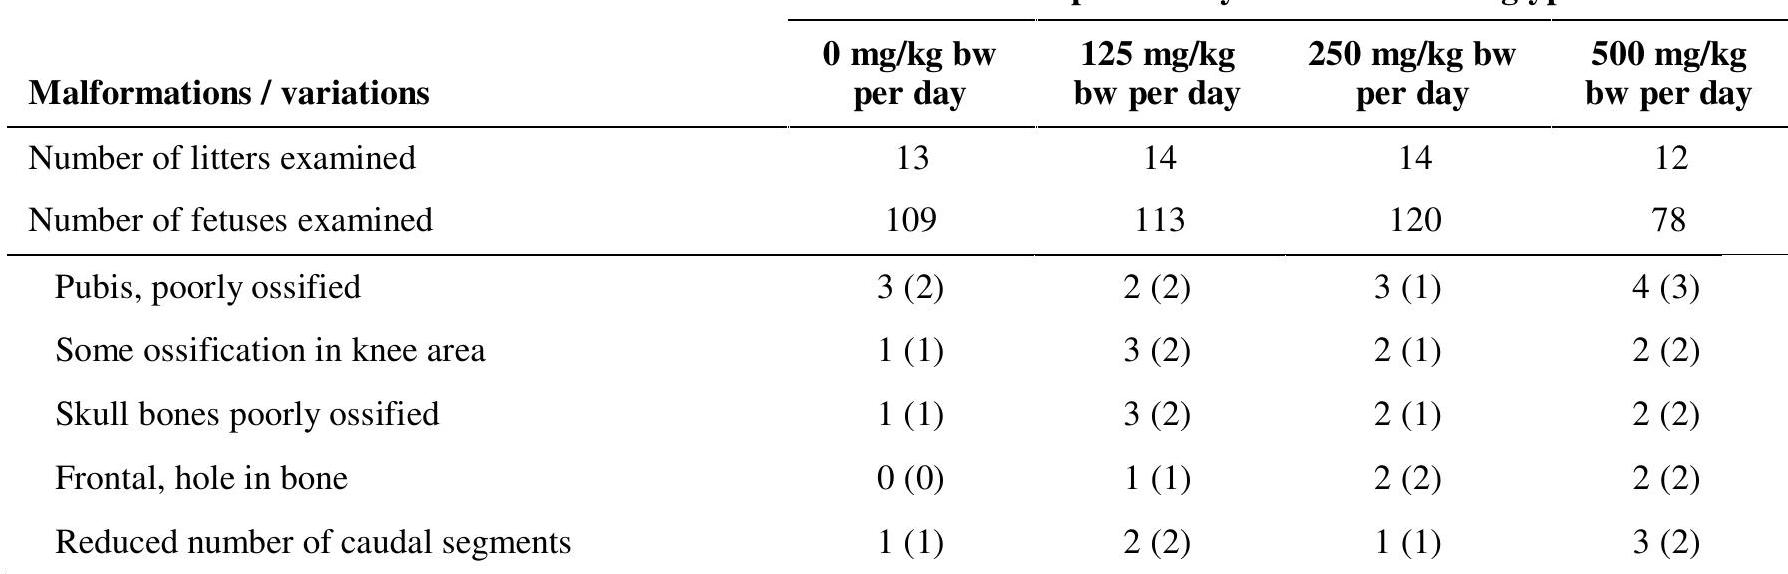 0 mg/kg bw per day 125 mg/kg bw per day 250 mg/kg bw per day 500 mg/kg bw per day
Malformations / variations
Number of litters examined 13 14 14 12
Number of fetuses examined 109 113 120 78
Pubis, poorly ossified 3 (2) 2 (2) 3 (1) 4 (3)
Some ossification in knee area 1 (1) 3 (2) 2 (1) 2 (2)
Skull bones poorly ossified 1 (1) 3 (2) 2 (1) 2 (2)
Frontal, hole in bone 0 (0) 1 (1) 2 (2) 2 (2)
Reduced number of caudal segments 1 (1) 2 (2) 1 (1) 3 (2)